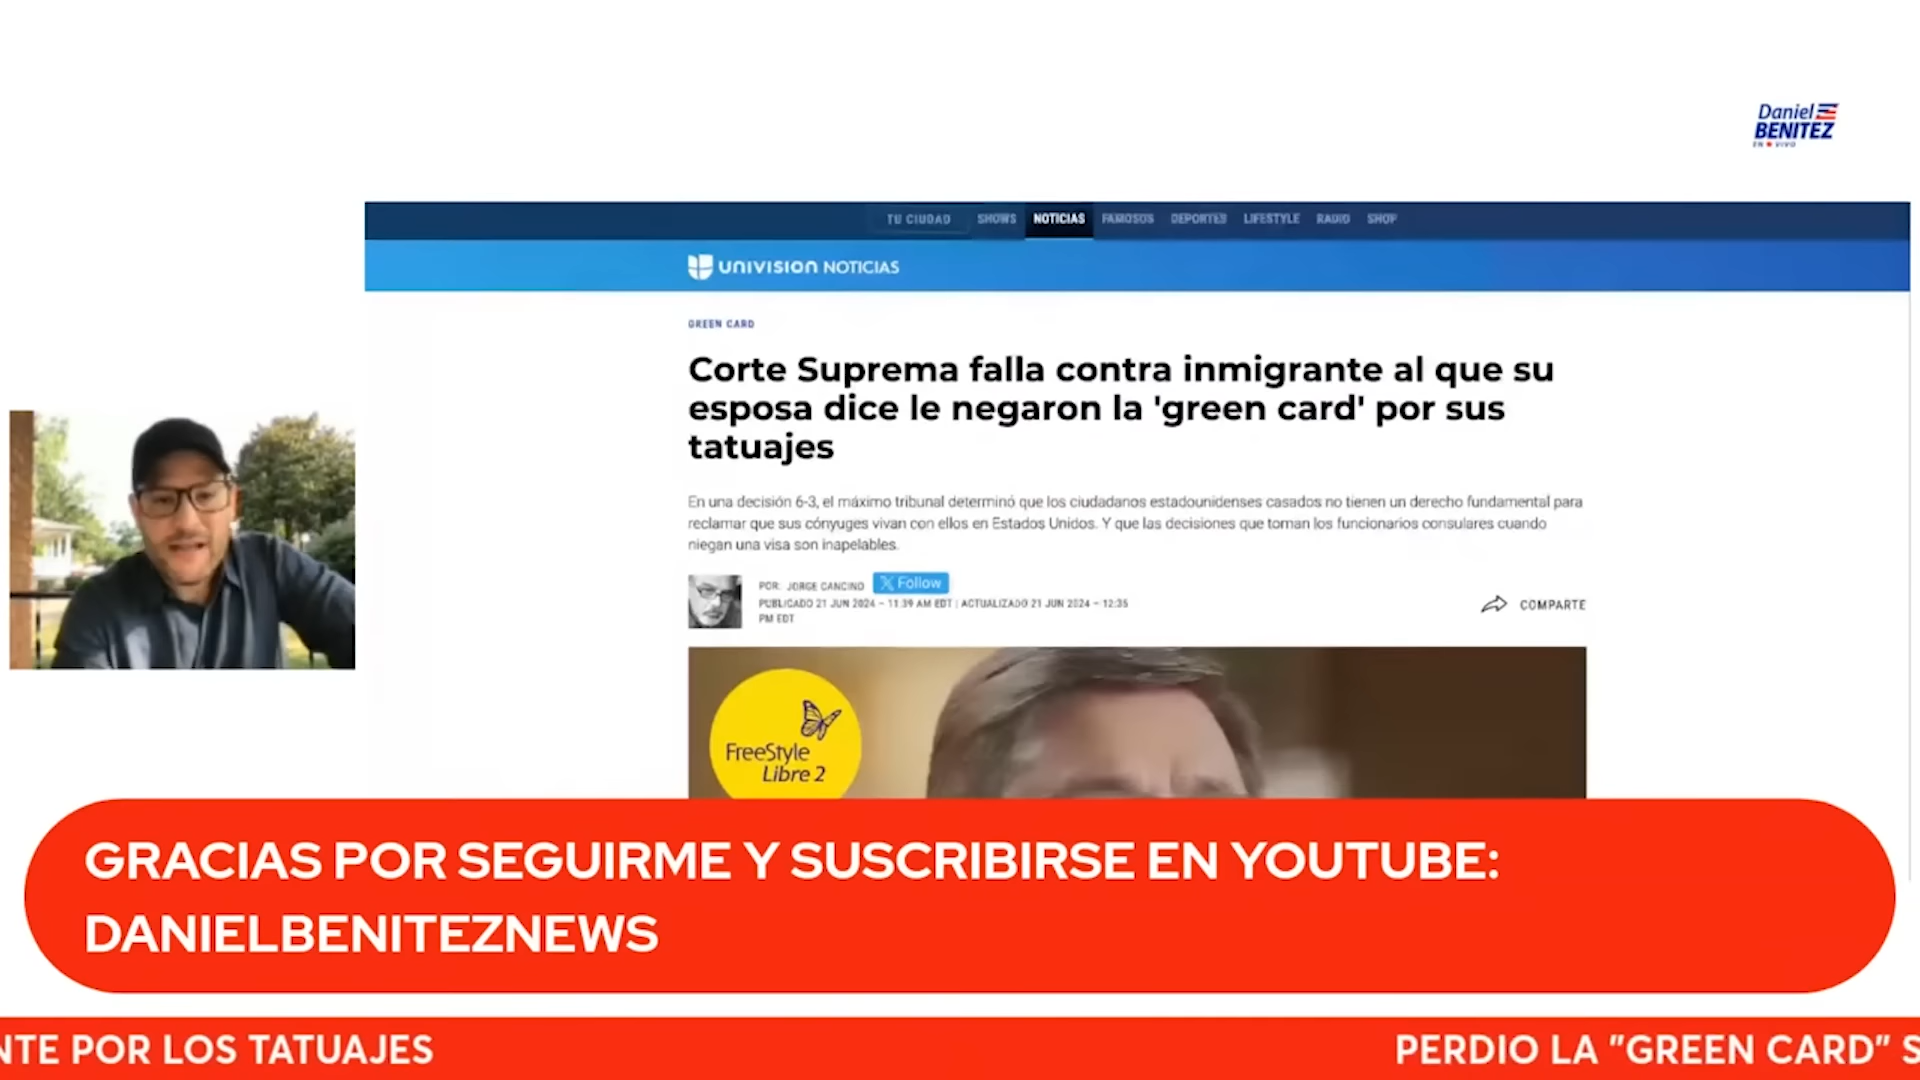 Daniel
BENITEZ
EN VIVO
TU CIUDAD SHOWS NOTICIAS FAMOSOS DEPORTES LIFESTYLE RADIO SHOP
UNIVISION NOTICIAS
GREEN CARD
Corte Suprema falla contra inmigrante al que su
esposa dice le negaron la 'green card' por sus
tatuajes
En una decisión 6-3, el máximo tribunal determinó que los ciudadanos estadounidenses casados no tienen un derecho fundamental para
reclamar que sus cónyuges vivan con ellos en Estados Unidos. Y que las decisiones que toman los funcionarios consulares cuando
niegan una visa son inapelables.
POR: JORGE CANCINO Follow
PUBLICADO 21 JUN 2024 – 11:39 AM EDT | ACTUALIZADO 21 JUN 2024 – 12:35
PM EDT
COMPARTE
FreeStyle
Libre 2
GRACIAS POR SEGUIRME Y SUSCRIBIRSE EN YOUTUBE:
DANIELBENITEZNEWS
NTE POR LOS TATUAJES PERDIO LA "GREEN CARD" S